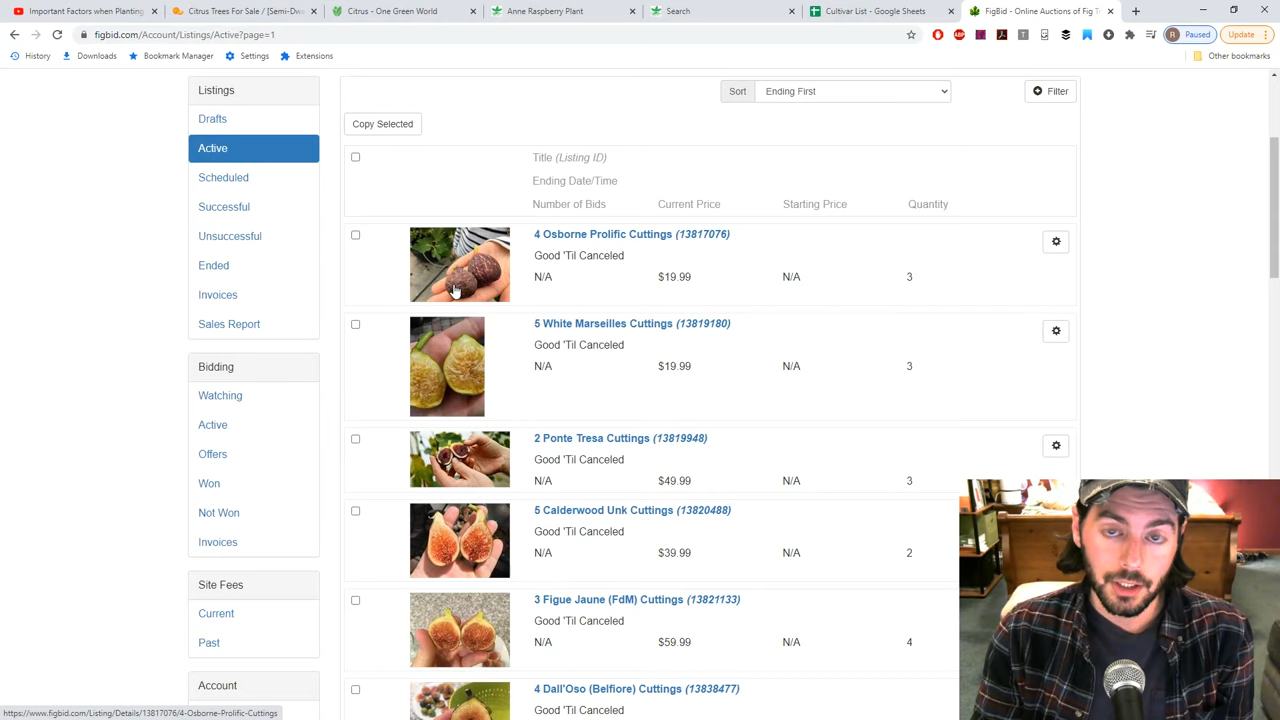 Important Factors when Planting
Citrus Trees For Sale / [Semi-Dw
Citrus - One Green World
Anne Raspberry Plant
Search
Cultivar List - Google Sheets
FigBid - Online Auctions of Fig T
figbid.com/Account/Listings/Active?page=1
R Paused
Update
History
Downloads
Bookmark Manager
Settings
Extensions
Other bookmarks
Listings
Drafts
Active
Scheduled
Successful
Unsuccessful
Ended
Invoices
Sales Report
Bidding
Watching
Active
Offers
Won
Not Won
Invoices
Site Fees
Current
Past
Account
Sort Ending First
Filter
Copy Selected
Title (Listing ID)
Ending Date/Time
Number of Bids Current Price Starting Price Quantity
4 Osborne Prolific Cuttings (13817076)
Good 'Til Canceled
N/A $19.99 N/A 3
5 White Marseilles Cuttings (13819180)
Good 'Til Canceled
N/A $19.99 N/A 3
2 Ponte Tresa Cuttings (13819948)
Good 'Til Canceled
N/A $49.99 N/A 3
5 Calderwood Unk Cuttings (13820488)
Good 'Til Canceled
N/A $39.99 N/A 2
3 Figue Jaune (FdM) Cuttings (13821133)
Good 'Til Canceled
N/A $59.99 N/A 4
4 Dall'Oso (Belfiore) Cuttings (13838477)
Good 'Til Canceled
https://www.figbid.com/Listing/Details/13817076/4-Osborne-Prolific-Cuttings